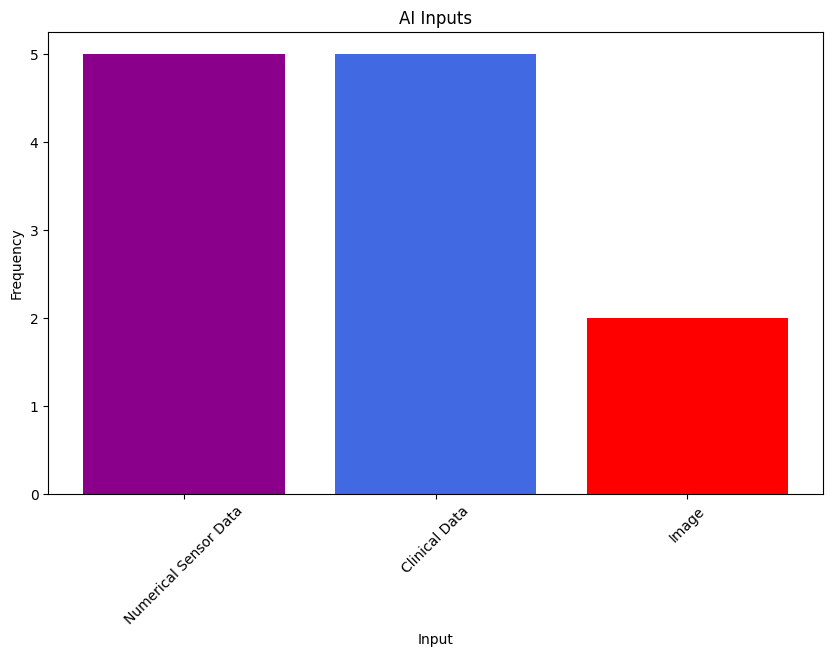 AI Inputs
Frequency
5
4
3
2
1
0
Numerical Sensor Data
Clinical Data
Image
Input